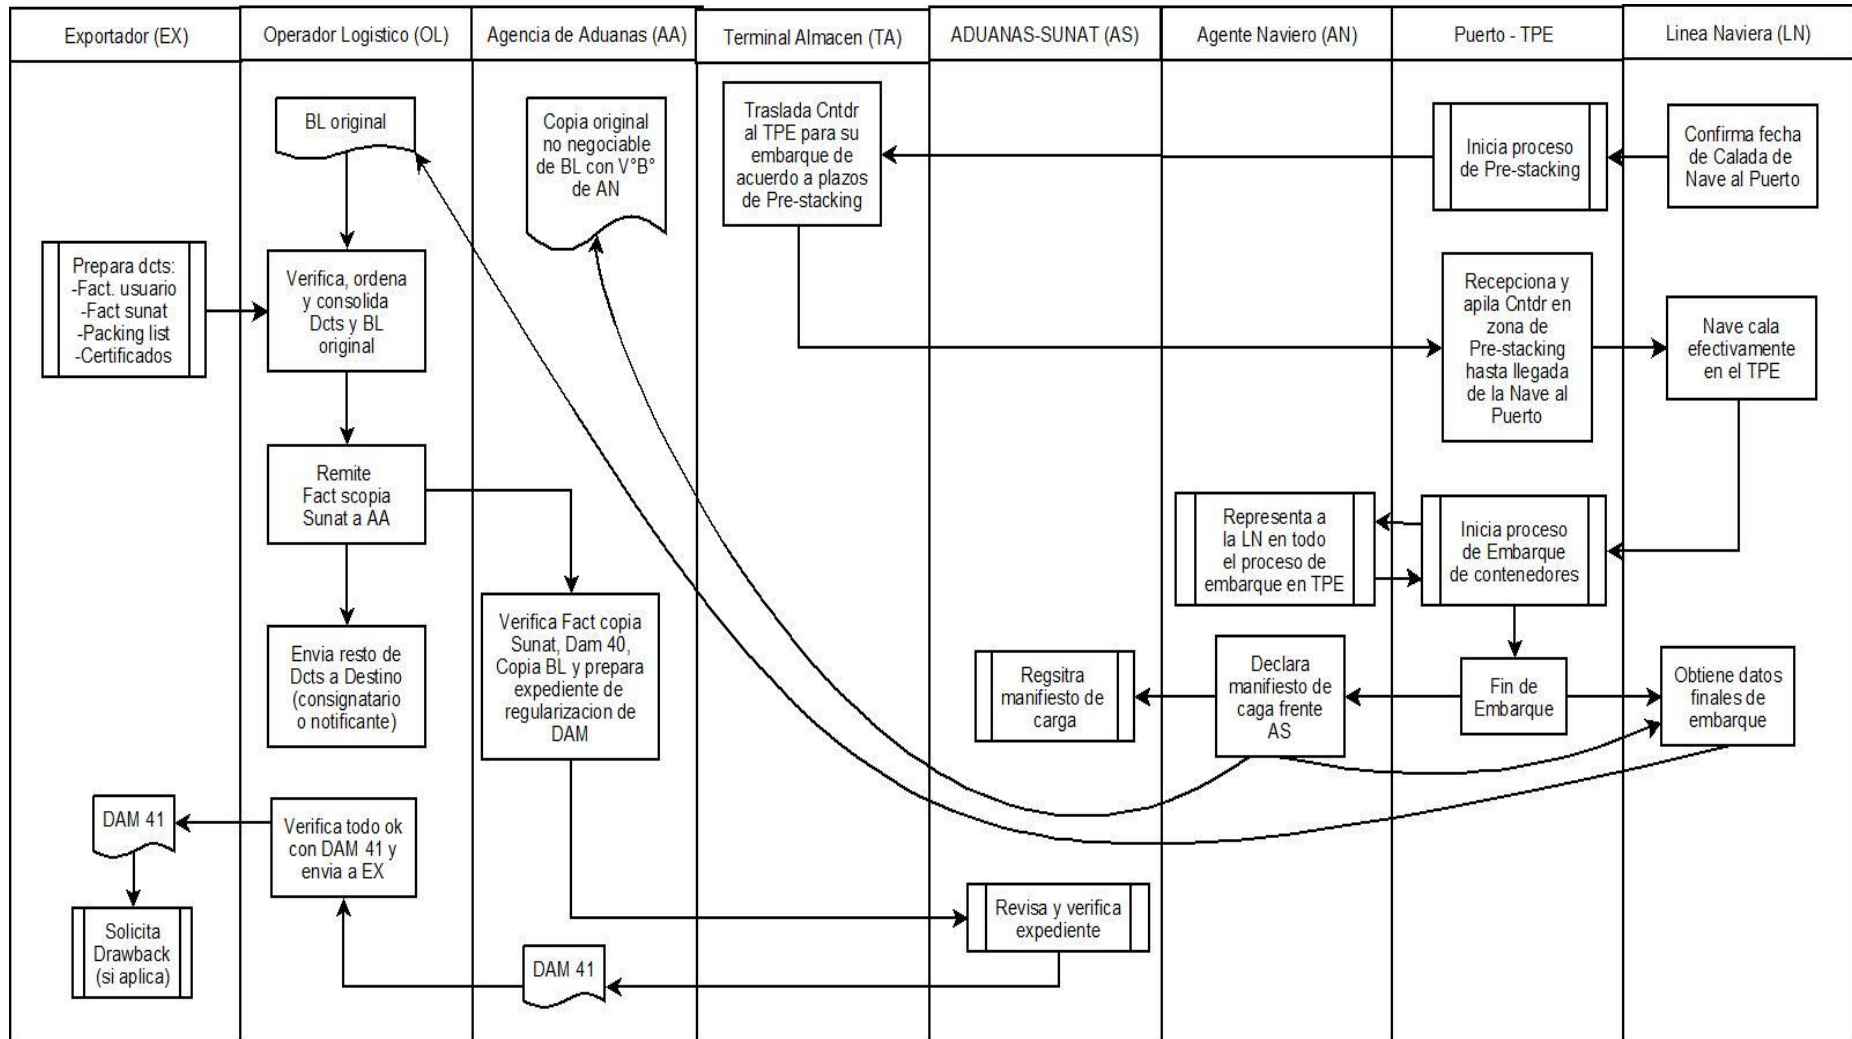 Exportador (EX)
Operador Logistico (OL)
Agencia de Aduanas (AA)
Terminal Almacen (TA)
ADUANAS-SUNAT (AS)
Agente Naviero (AN)
Puerto - TPE
Linea Naviera (LN)
BL original
Copia original
no negociable
de BL con V°B°
de AN
Traslada Cntdr
al TPE para su
embarque de
acuerdo a plazos
de Pre-stacking
Inicia proceso
de Pre-stacking
Confirma fecha
de Calada de
Nave al Puerto
Prepara dcts:
-Fact. usuario
-Fact sunat
-Packing list
-Certificados
Verifica, ordena
y consolida
Dcts y BL
original
Recepciona y
apila Cntdr en
zona de
Pre-stacking
hasta llegada
de la Nave al
Puerto
Nave cala
efectivamente
en el TPE
Remite
Fact scopia
Sunat a AA
Representa a
la LN en todo
el proceso de
embarque en TPE
Inicia proceso
de Embarque
de contenedores
Envia resto de
Dcts a Destino
(consignatario
o notificante)
Verifica Fact copia
Sunat, Dam 40,
Copia BL y prepara
expediente de
regularizacion de
DAM
Regsitra
manifiesto de
carga
Declara
manifiesto de
caga frente
AS
Fin de
Embarque
Obtiene datos
finales de
embarque
DAM 41
Verifica todo ok
con DAM 41 y
envia a EX
Solicita
Drawback
(si aplica)
DAM 41
Revisa y verifica
expediente